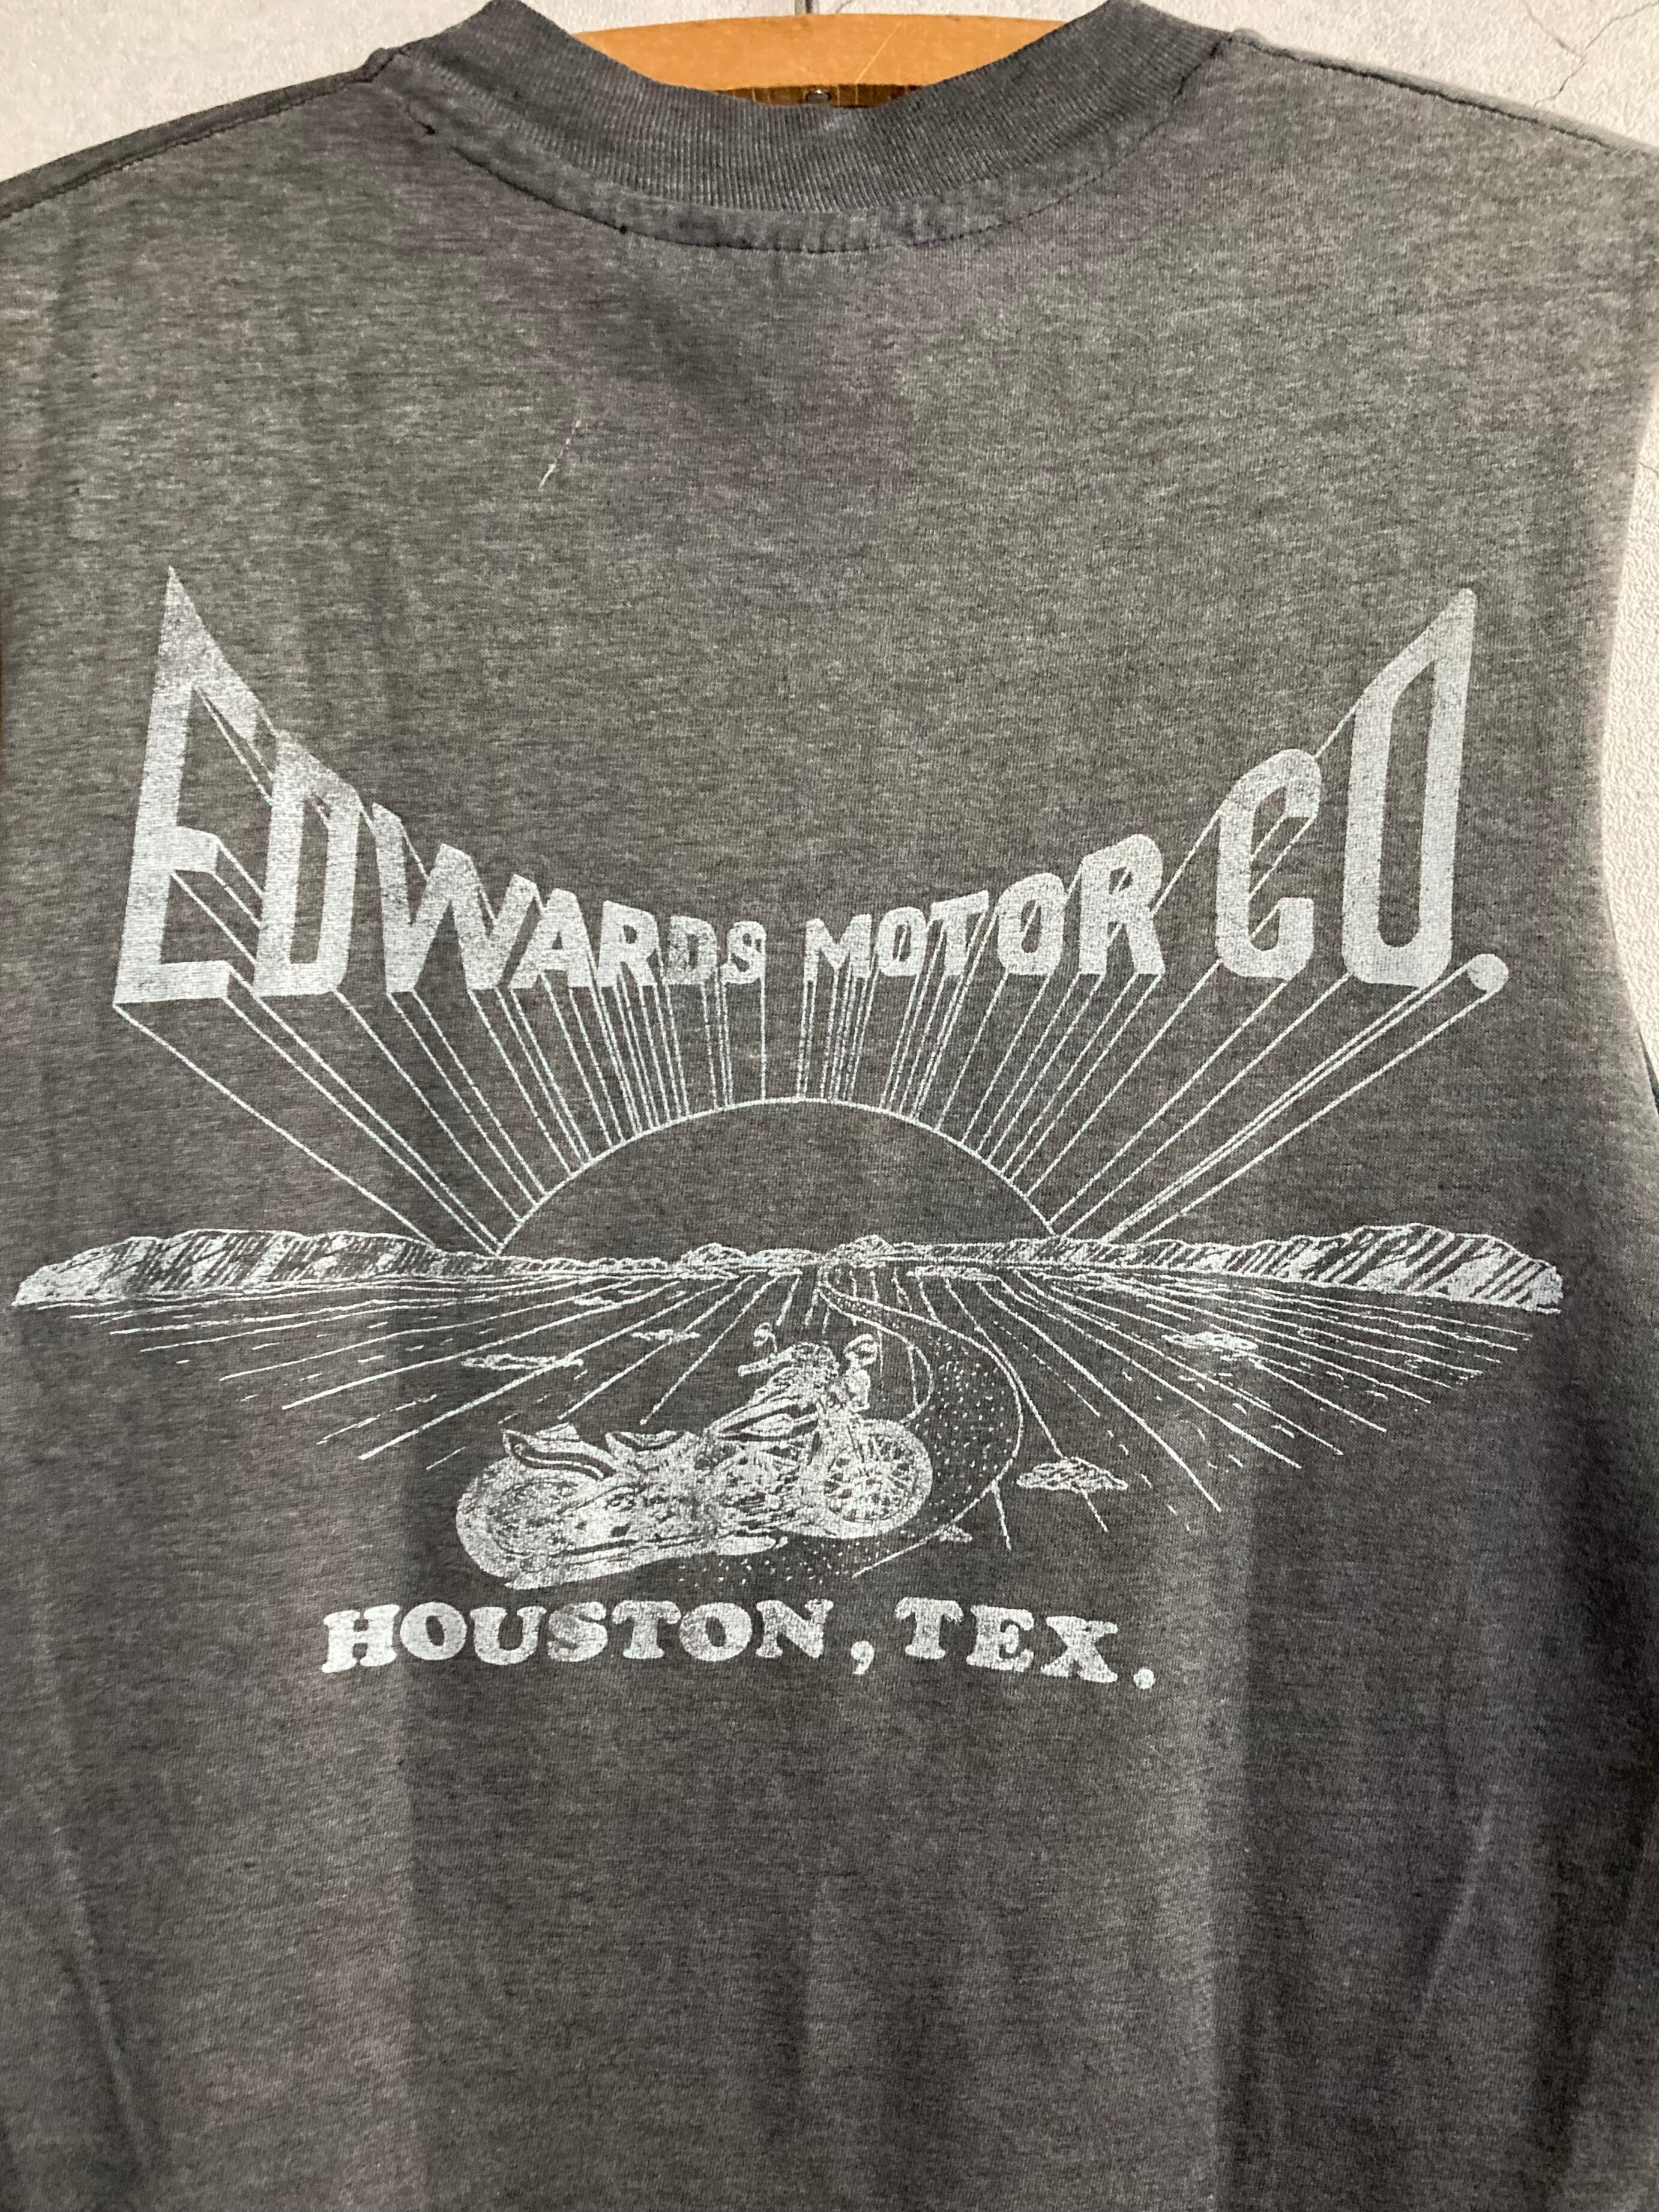 EDWARDS MOTOR CO.
HOUSTON, TEX.